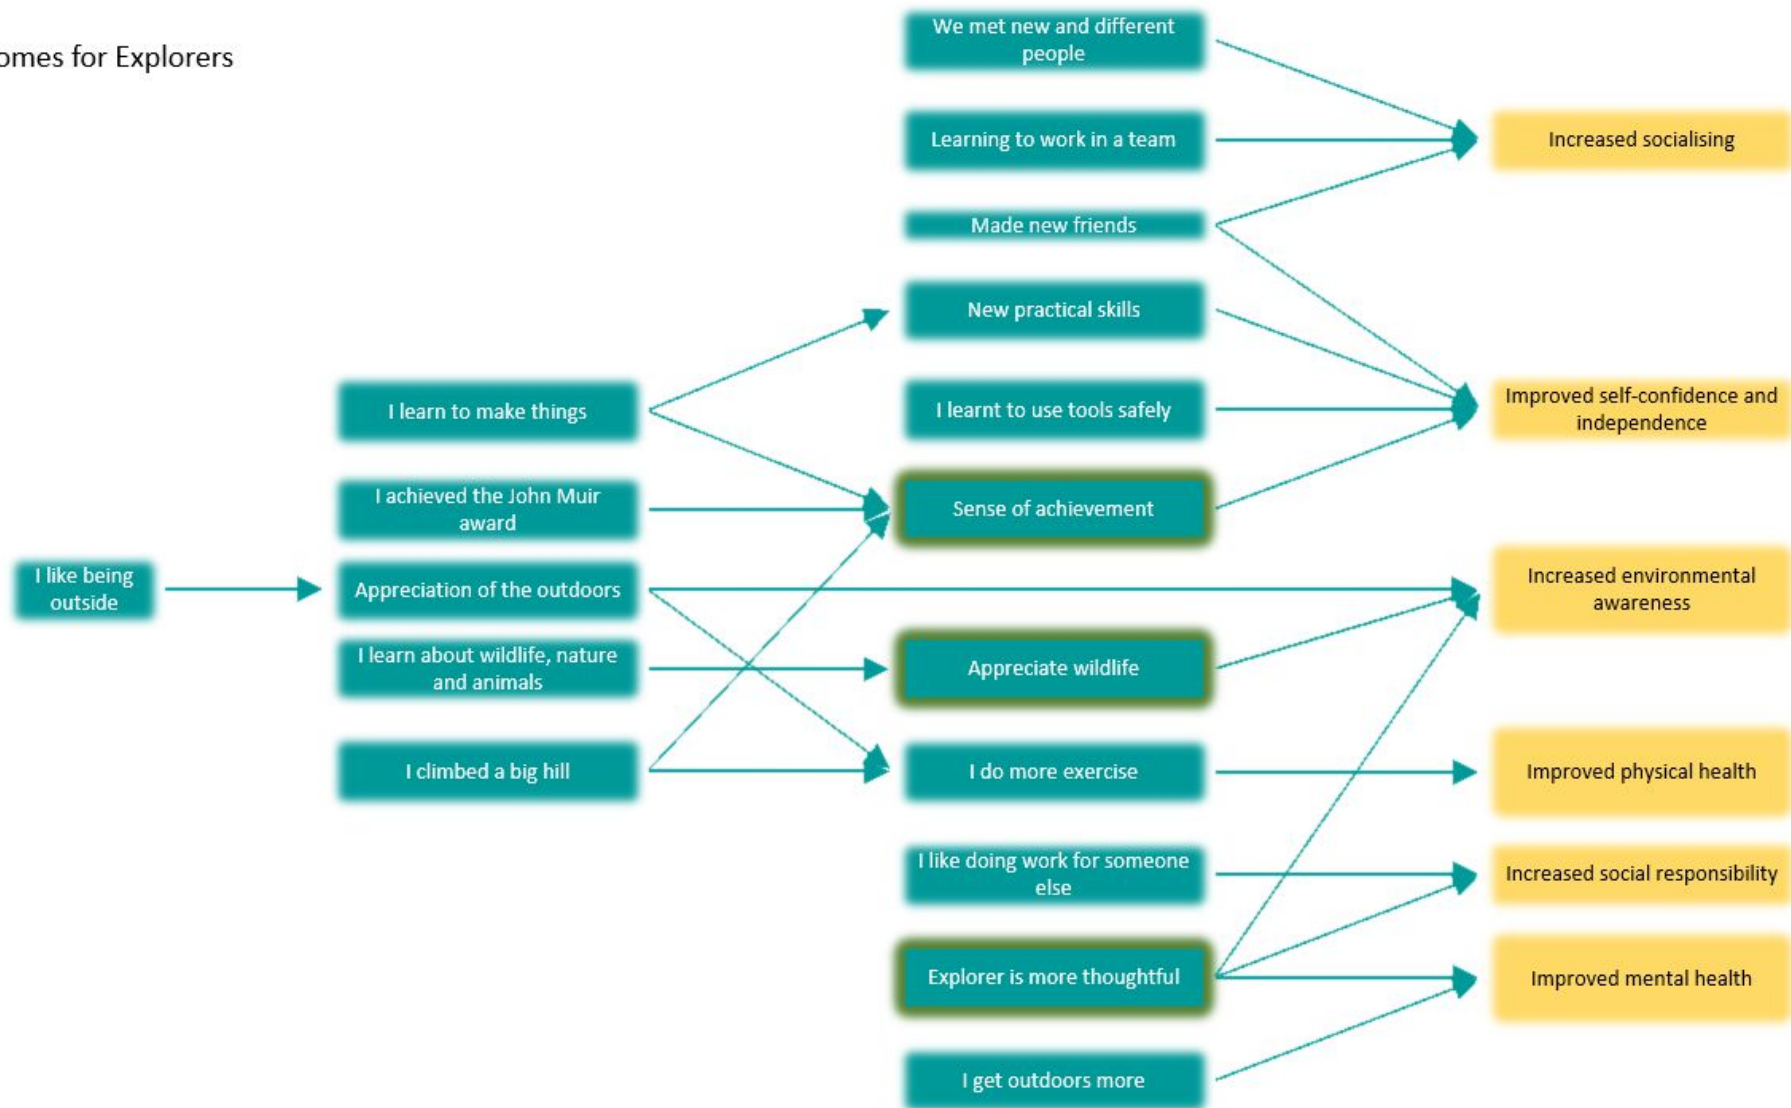 omes for Explorers
We met new and different
people
Learning to work in a team
Increased socialising
Made new friends
New practical skills
I learn to make things
I learnt to use tools safely
Improved self-confidence and
independence
I achieved the John Muir
award
Sense of achievement
I like being
outside
Appreciation of the outdoors
Increased environmental
awareness
I learn about wildlife, nature
and animals
Appreciate wildlife
I climbed a big hill
I do more exercise
Improved physical health
I like doing work for someone
else
Increased social responsibility
Explorer is more thoughtful
Improved mental health
I get outdoors more